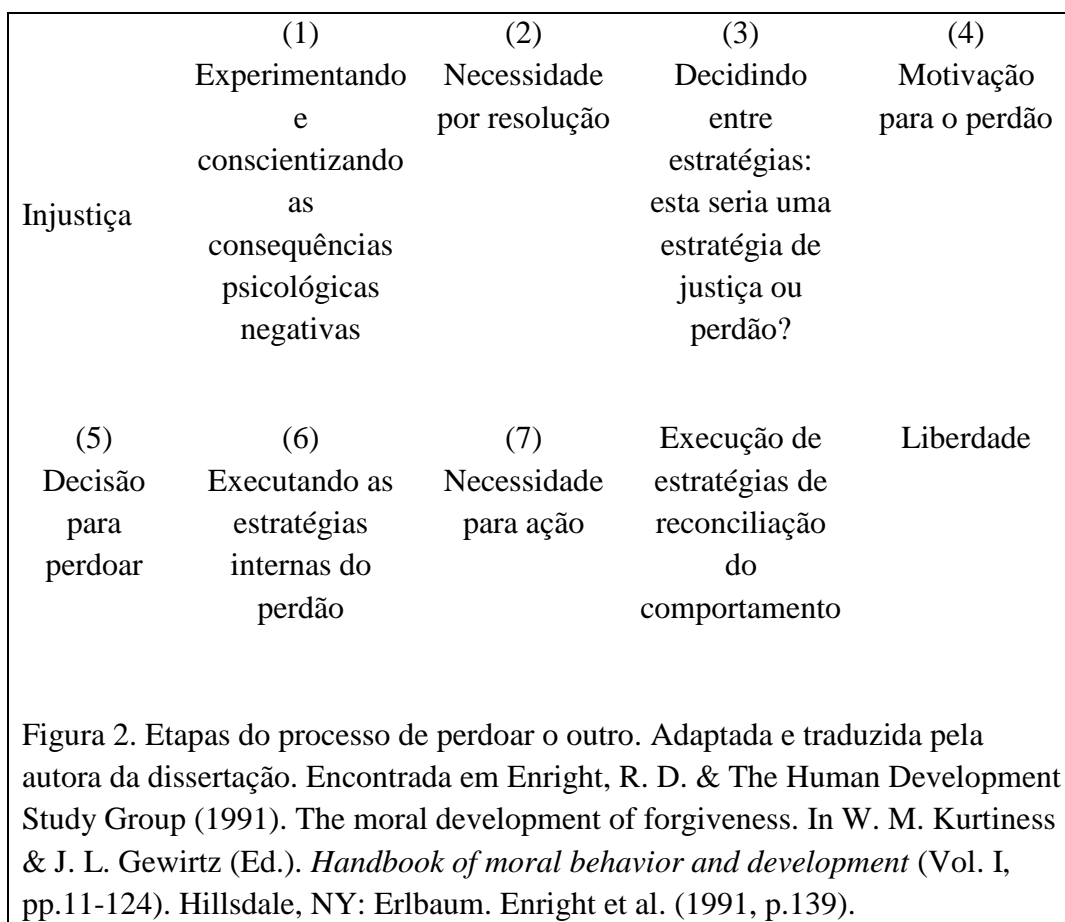 (1) (2) (3) (4)
Experimentando Necessidade Decidindo Motivação
e por resolução entre para o perdão
conscientizando estratégias:
as esta seria uma
Injustiça
consequências estratégia de
psicológicas justiça ou
negativas perdão?
(5) (6) (7) Execução de Liberdade
Decisão Executando as Necessidade estratégias de
para estratégias para ação reconciliação
perdoar internas do do
perdão comportamento
Figura 2. Etapas do processo de perdoar o outro. Adaptada e traduzida pela
autora da dissertação. Encontrada em Enright, R. D. & The Human Development
Study Group (1991). The moral development of forgiveness. In W. M. Kurtiness
& J. L. Gewirtz (Ed.). Handbook of moral behavior and development (Vol. I,
pp.11-124). Hillsdale, NY: Erlbaum. Enright et al. (1991, p.139).